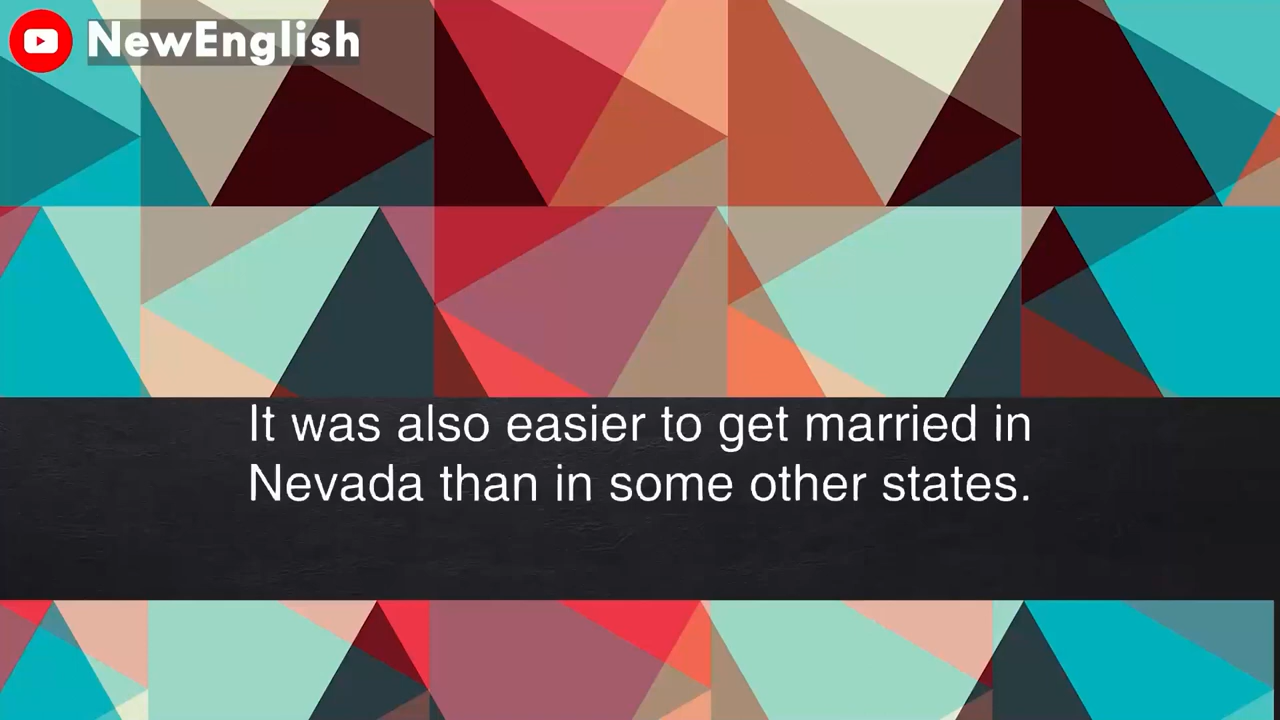 NewEnglish
It was also easier to get married in
Nevada than in some other states.